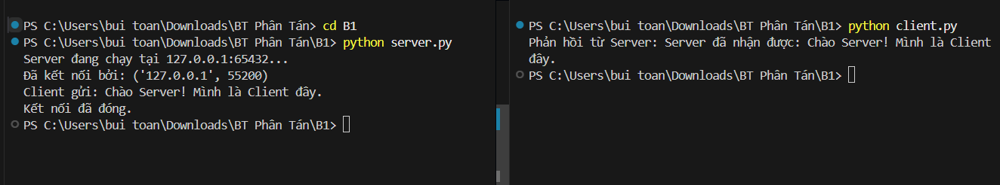 PS C:\Users\bui toan\Downloads\BT Phân Tán> cd B1
PS C:\Users\bui toan\Downloads\BT Phân Tán\B1> python server.py
Server đang chạy tại 127.0.0.1:65432...
Đã kết nối bởi: ('127.0.0.1', 55200)
Client gửi: Chào Server! Mình là Client đây.
Kết nối đã đóng.
PS C:\Users\bui toan\Downloads\BT Phân Tán\B1>
PS C:\Users\bui toan\Downloads\BT Phân Tán\B1> python client.py
Phản hồi từ Server: Server đã nhận được: Chào Server! Mình là Client
đây.
PS C:\Users\bui toan\Downloads\BT Phân Tán\B1>